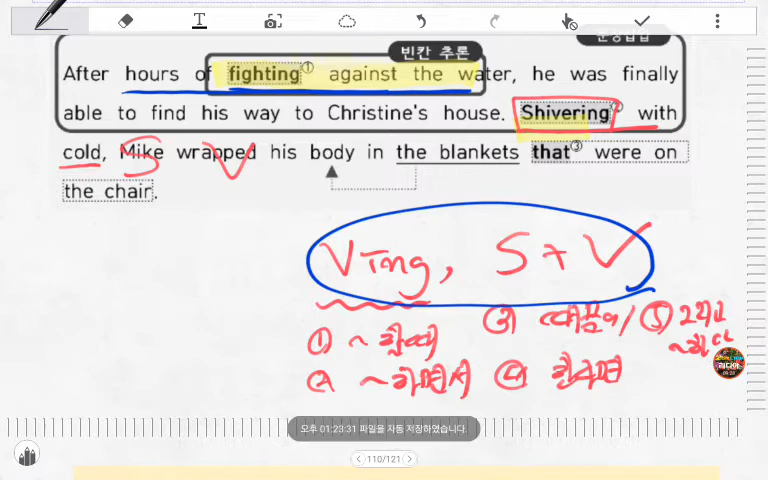 빈칸 추론
After hours of fighting① against the water, he was finally
able to find his way to Christine's house. Shivering② with
cold, Mike wrapped his body in the blankets that③ were on
the chair.
S V
Ving, S + V
① ~할때
② ~하면서
③ 때문에/
⑤ 그리고
~하다
④ 한다면
오후 01:23:31 파일을 자동 저장하였습니다.
110/121